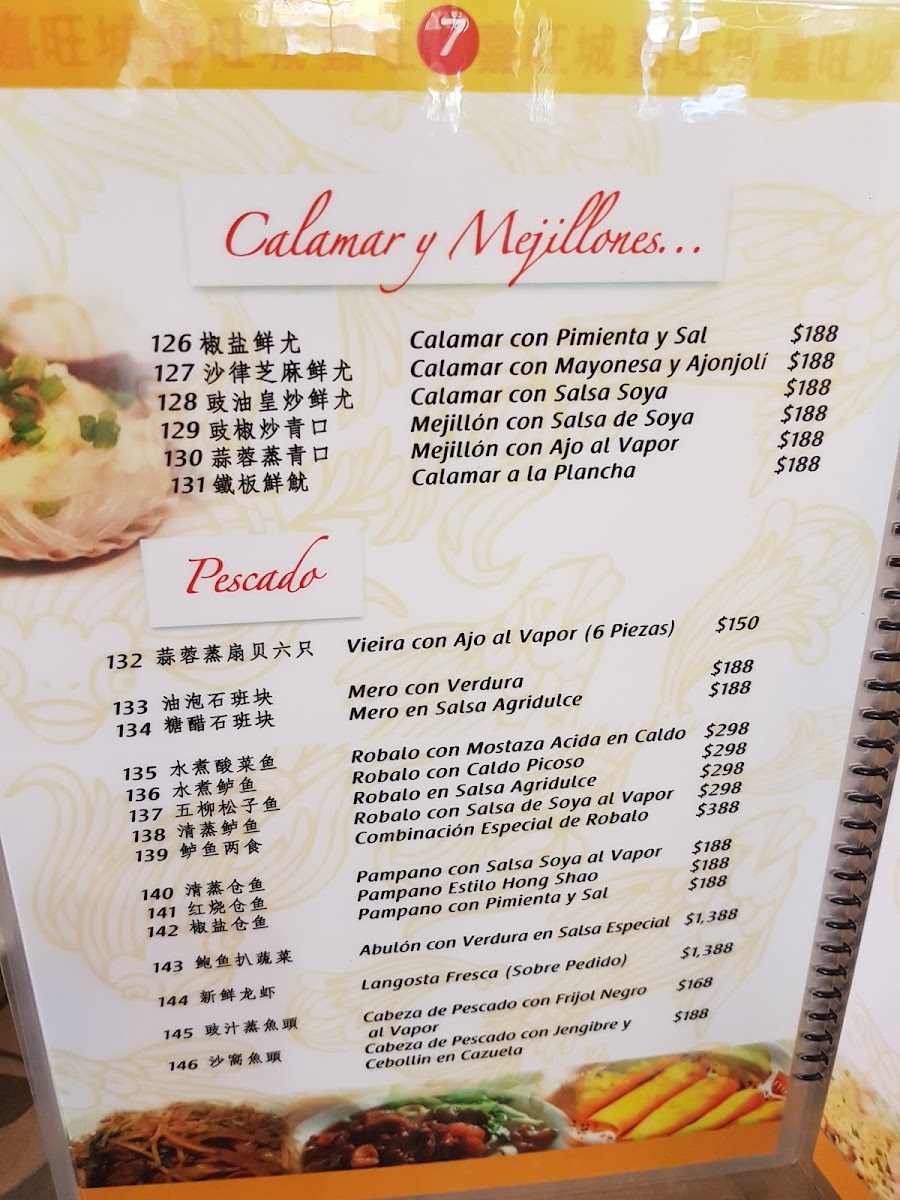 7
嘉旺城
Calamar y Mejillones...
126 椒盐鲜尤 Calamar con Pimienta y Sal $188
127 沙律芝麻鲜尤 Calamar con Mayonesa y Ajonjolí $188
128 豉油皇炒鲜尤 Calamar con Salsa Soya $188
129 豉椒炒青口 Mejillón con Salsa de Soya $188
130 蒜蓉蒸青口 Mejillón con Ajo al Vapor $188
131 鐵板鮮魷 Calamar a la Plancha $188
Pescado
132 蒜蓉蒸扇贝六只 Vieira con Ajo al Vapor (6 Piezas) $150
133 油泡石班块 Mero con Verdura $188
134 糖醋石班块 Mero en Salsa Agridulce $188
135 水煮酸菜鱼 Robalo con Mostaza Acida en Caldo $298
136 水煮鲈鱼 Robalo con Caldo Picoso $298
137 五柳松子鱼 Robalo en Salsa Agridulce $298
138 清蒸鲈鱼 Robalo con Salsa de Soya al Vapor $298
139 鲈鱼两食 Combinación Especial de Robalo $388
140 清蒸仓鱼 Pampano con Salsa Soya al Vapor $188
141 红烧仓鱼 Pampano Estilo Hong Shao $188
142 椒盐仓鱼 Pampano con Pimienta y Sal $188
143 鲍鱼扒蔬菜 Abulón con Verdura en Salsa Especial $1,388
144 新鲜龙虾 Langosta Fresca (Sobre Pedido) $1,388
145 豉汁蒸魚頭 Cabeza de Pescado con Frijol Negro $168
al Vapor
146 沙窩魚頭 Cabeza de Pescado con Jengibre y $188
Cebollin en Cazuela